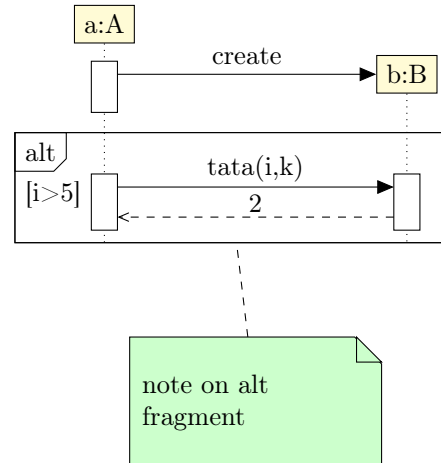 a:A
create
b:B
alt
[i>5]
tata(i,k)
2
note on alt
fragment